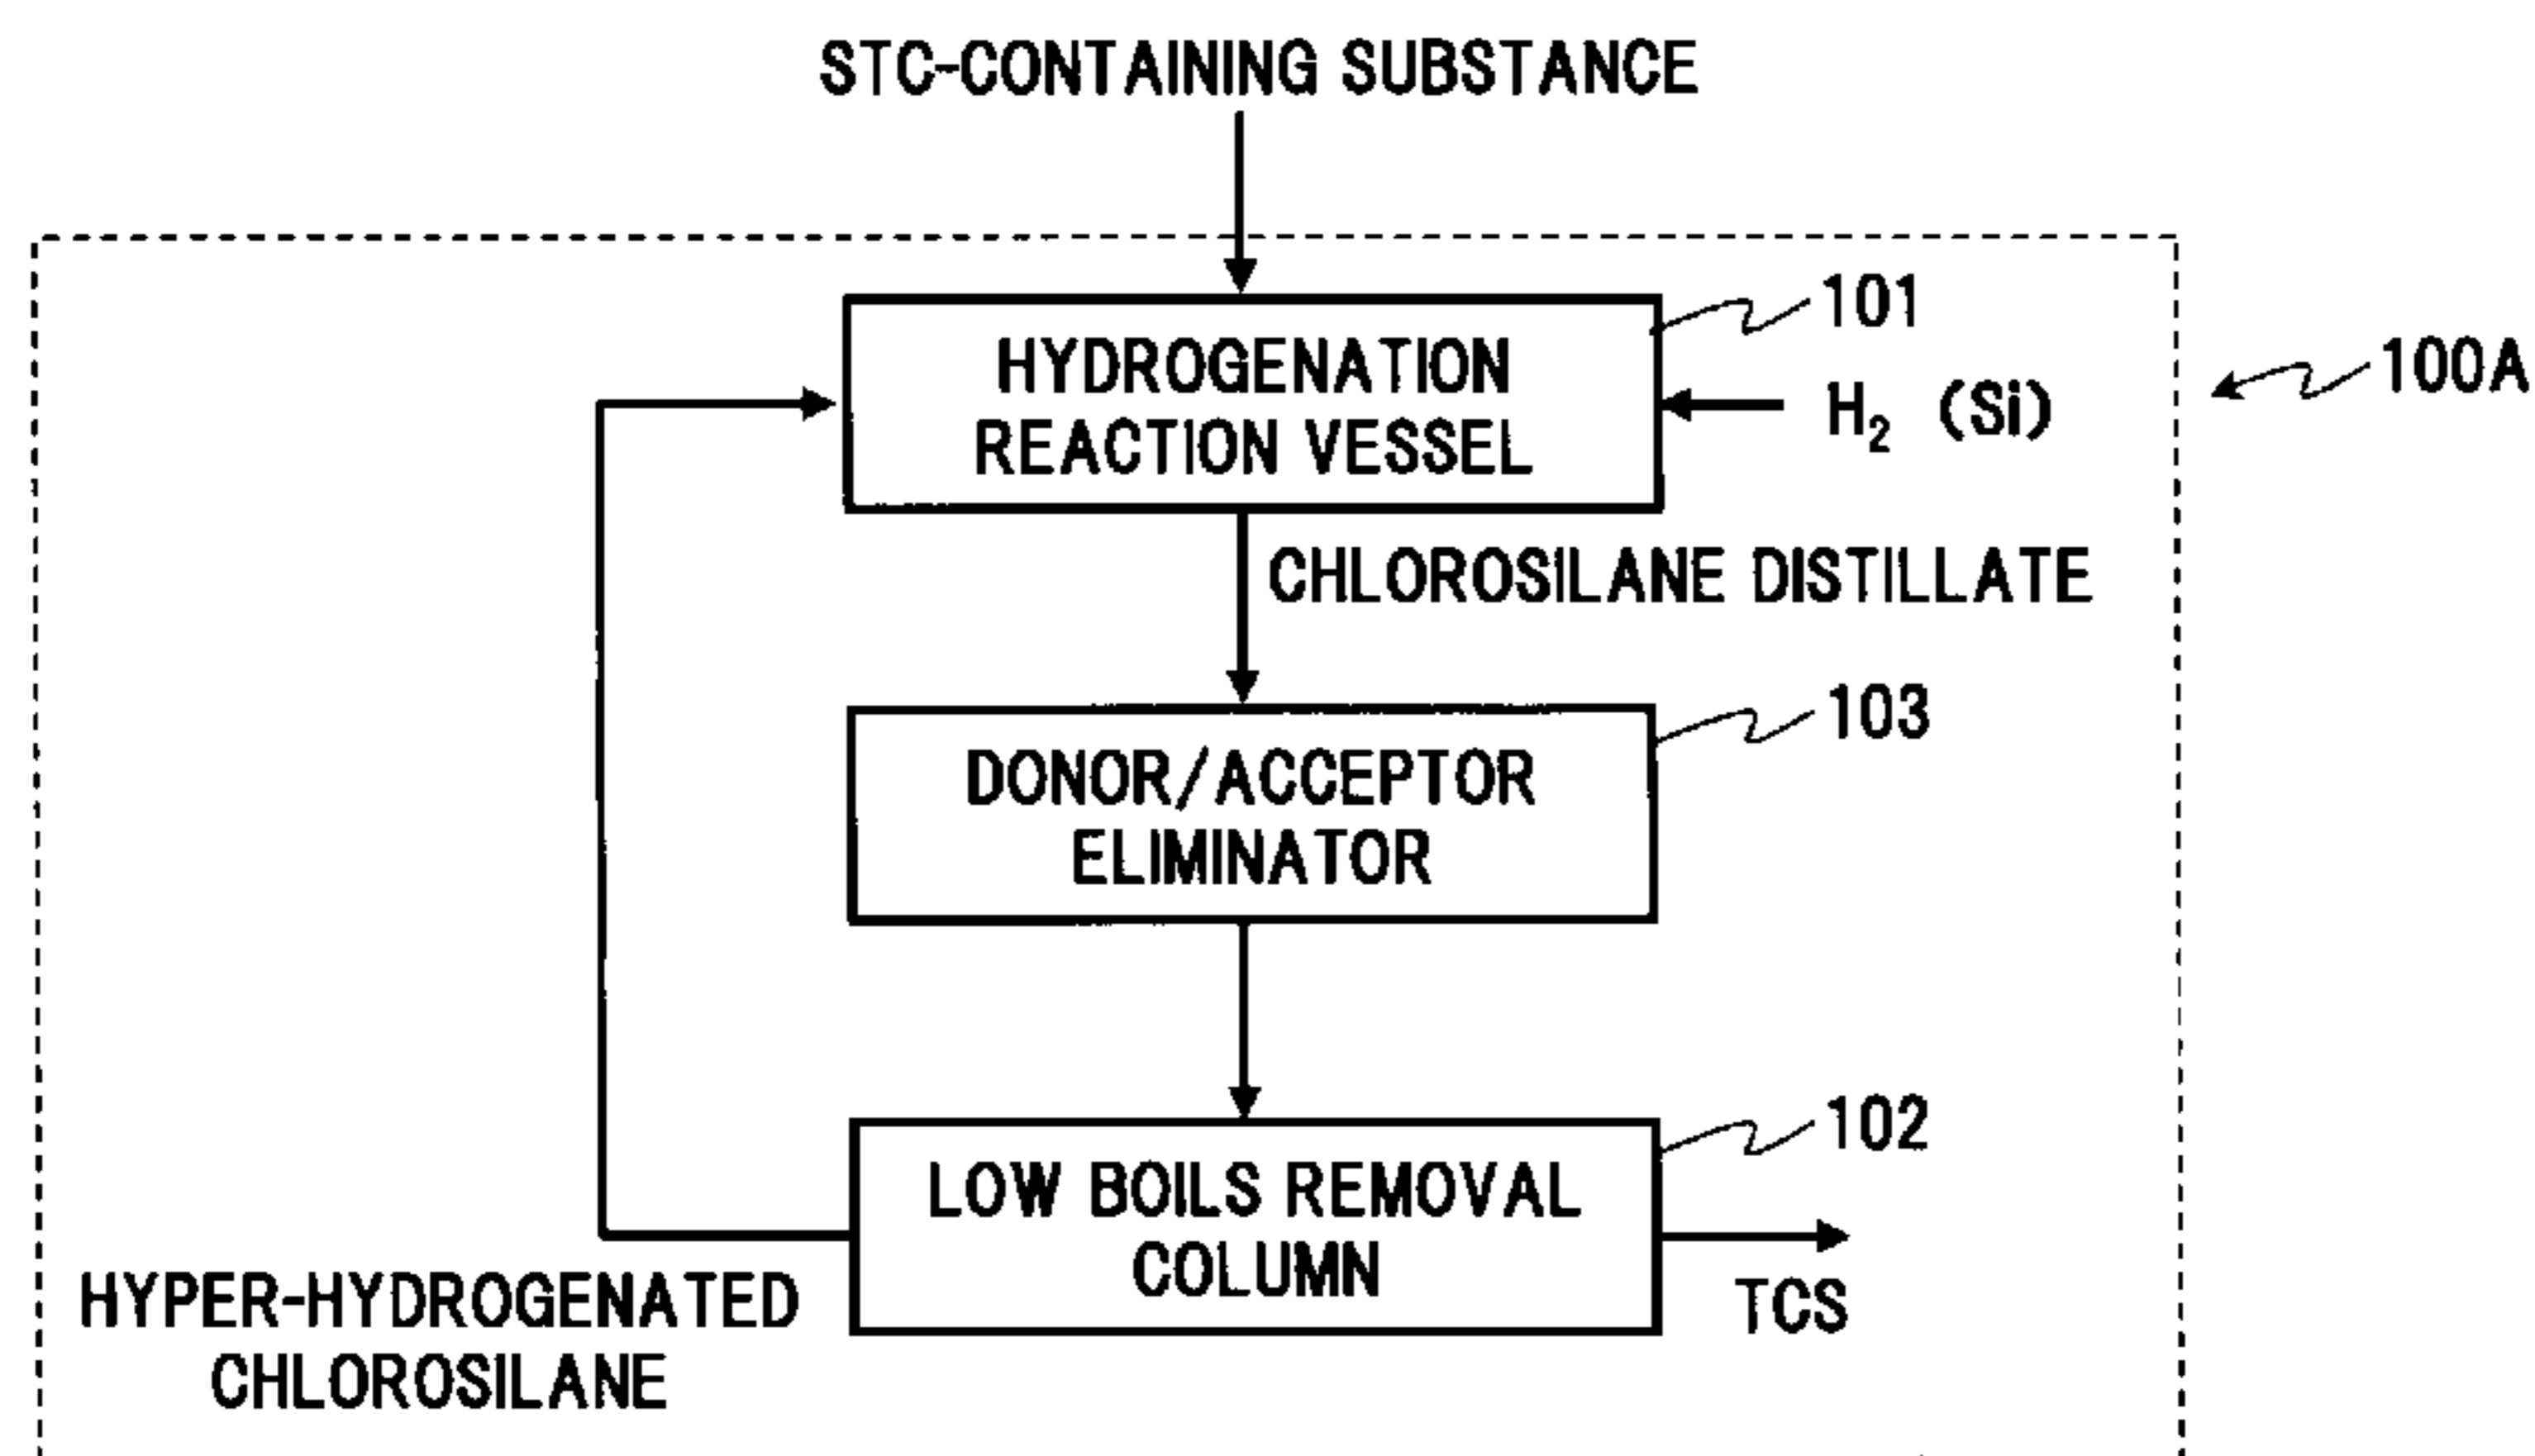 STC-CONTAINING SUBSTANCE
101
HYDROGENATION
REACTION VESSEL
H₂ (Si)
100A
CHLOROSILANE DISTILLATE
103
DONOR/ACCEPTOR
ELIMINATOR
102
LOW BOILS REMOVAL
COLUMN
TCS
HYPER-HYDROGENATED
CHLOROSILANE